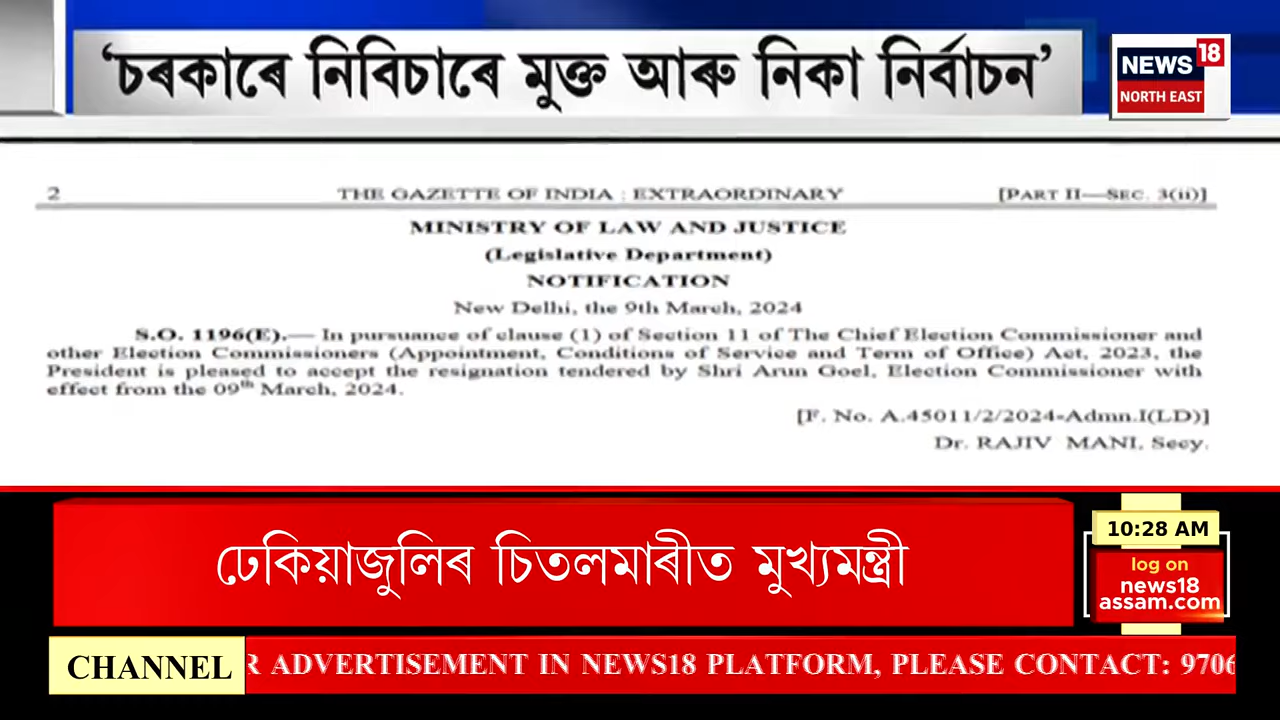 ‘চৰকাৰে নিবিচাৰে মুক্ত আৰু নিকা নিৰ্বাচন’
NEWS 18
NORTH EAST
2 THE GAZETTE OF INDIA : EXTRAORDINARY [PART II—SEC. 3(ii)]
MINISTRY OF LAW AND JUSTICE
(Legislative Department)
NOTIFICATION
New Delhi, the 9th March, 2024
S.O. 1196(E).— In pursuance of clause (1) of Section 11 of The Chief Election Commissioner and
other Election Commissioners (Appointment, Conditions of Service and Term of Office) Act, 2023, the
President is pleased to accept the resignation tendered by Shri Arun Goel, Election Commissioner with
effect from the 09th March, 2024.
[F. No. A.45011/2/2024-Admn.I(LD)]
Dr. RAJIV MANI, Secy.
ঢেকিয়াজুলিৰ চিতলমাৰীত মুখ্যমন্ত্ৰী
10:28 AM
log on
news18
assam.com
CHANNEL R ADVERTISEMENT IN NEWS18 PLATFORM, PLEASE CONTACT: 9706